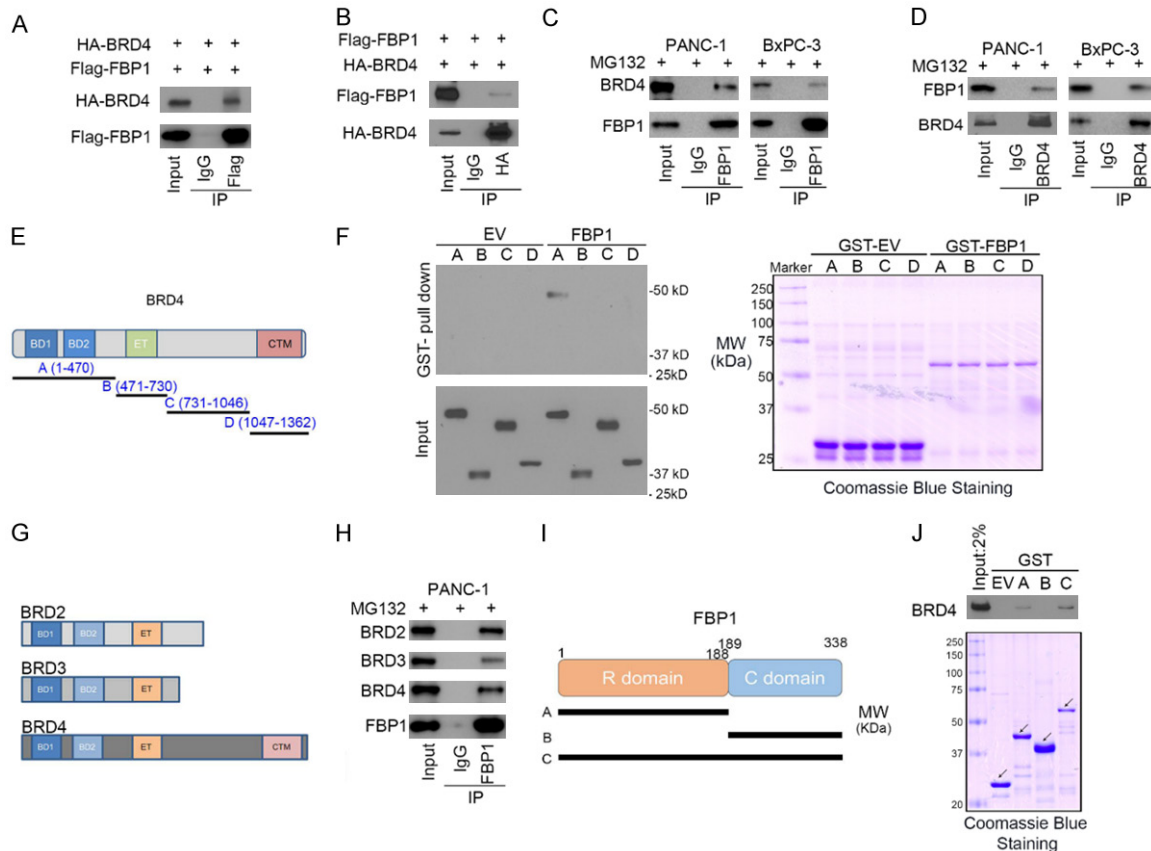 A
HA-BRD4 + + +
Flag-FBP1 + + +
HA-BRD4
Flag-FBP1
Input IgG Flag
IP
B
Flag-FBP1 + + +
HA-BRD4 + + +
Flag-FBP1
HA-BRD4
Input IgG HA
IP
C
PANC-1 BxPC-3
MG132 + + + + + +
BRD4
FBP1
Input IgG FBP1 Input IgG FBP1
IP IP
D
PANC-1 BxPC-3
MG132 + + + + + +
FBP1
BRD4
Input IgG BRD4 Input IgG BRD4
IP IP
E
BRD4
BD1 BD2 ET CTM
A (1-470)
B (471-730)
C (731-1046)
D (1047-1362)
F
EV FBP1
A B C D A B C D
GST- pull down
-50 kD
-37 kD
- 25kD
Input
-50 kD
-37 kD
- 25kD
GST-EV GST-FBP1
Marker A B C D A B C D
MW
(kDa)
250
150
100
75
50
37
25
Coomassie Blue Staining
G
BRD2
BD1 BD2 ET
BRD3
BD1 BD2 ET
BRD4
BD1 BD2 ET CTM
H
PANC-1
MG132 + + +
BRD2
BRD3
BRD4
FBP1
Input IgG FBP1
IP
I
FBP1
1 188 189 338
R domain C domain
A
B
C
J
Input:2%
GST
EV A B C
BRD4
MW
(KDa)
250
150
100
75
50
37
20
Coomassie Blue
Staining